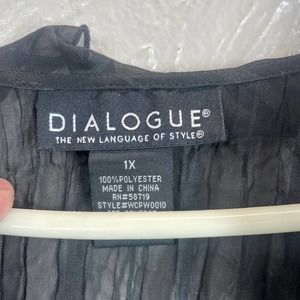 DIALOGUE®
THE NEW LANGUAGE OF STYLE®
1X
100%POLYESTER
MADE IN CHINA
RN#58719
STYLE#WCPW0010